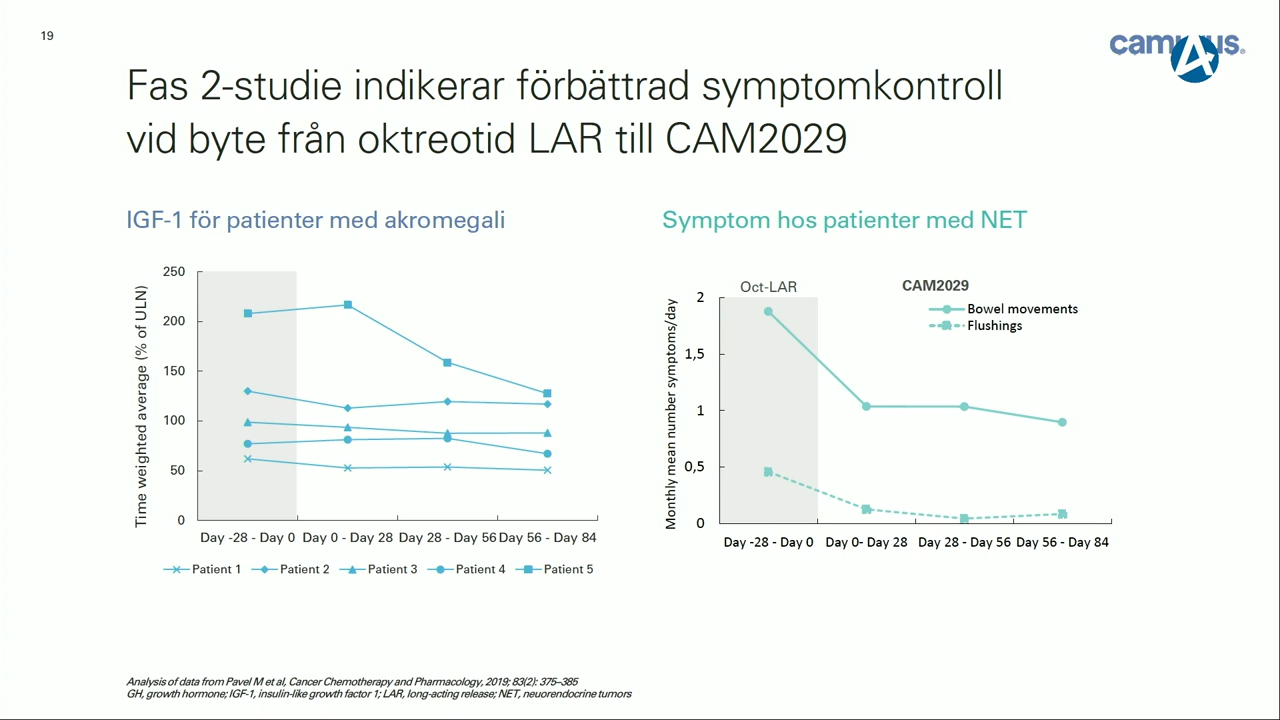 19
Fas 2-studie indikerar förbättrad symptomkontroll
vid byte från oktreotid LAR till CAM2029
IGF-1 för patienter med akromegali
Time weighted average (% of ULN)
250
200
150
100
50
0
Day -28 - Day 0 Day 0 - Day 28 Day 28 - Day 56 Day 56 - Day 84
Patient 1 Patient 2 Patient 3 Patient 4 Patient 5
Symptom hos patienter med NET
Oct-LAR CAM2029
Bowel movements
Flushings
Monthly mean number symptoms/day
2
1,5
1
0,5
0
Day -28 - Day 0 Day 0- Day 28 Day 28 - Day 56 Day 56 - Day 84
Analysis of data from Pavel M et al, Cancer Chemotherapy and Pharmacology, 2019; 83(2): 375–385
GH, growth hormone; IGF-1, insulin-like growth factor 1; LAR, long-acting release; NET, neuorendocrine tumors